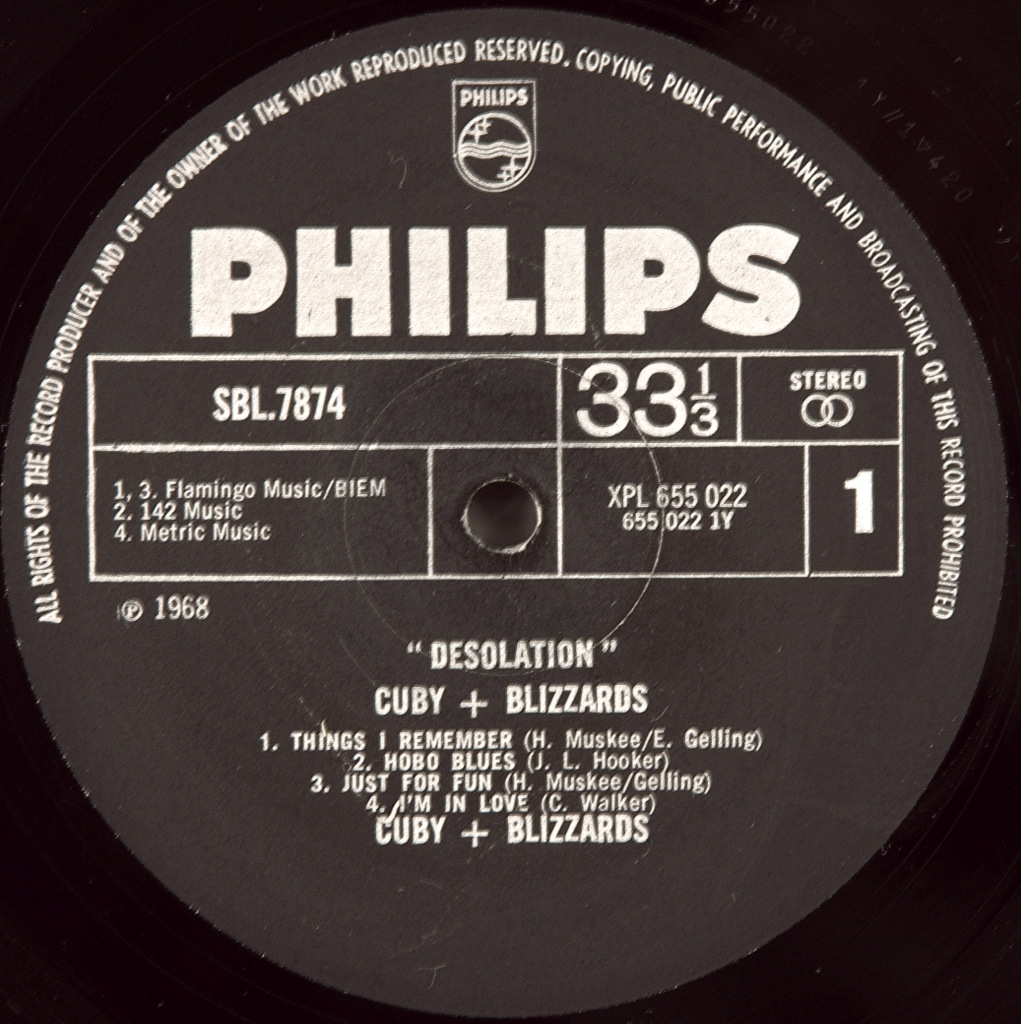 ALL RIGHTS OF THE RECORD PRODUCER AND OF THE OWNER OF THE WORK REPRODUCED RESERVED. COPYING, PUBLIC PERFORMANCE AND BROADCASTING OF THIS RECORD PROHIBITED
PHILIPS
PHILIPS
SBL.7874
33 1/3
STEREO
1, 3. Flamingo Music/BIEM
2. 142 Music
4. Metric Music
XPL 655 022
655 022 1Y
1
℗ 1968
" DESOLATION "
CUBY + BLIZZARDS
1. THINGS I REMEMBER (H. Muskee/E. Gelling)
2. HOBO BLUES (J. L. Hooker)
3. JUST FOR FUN (H. Muskee/Gelling)
4. I'M IN LOVE (C. Walker)
CUBY + BLIZZARDS